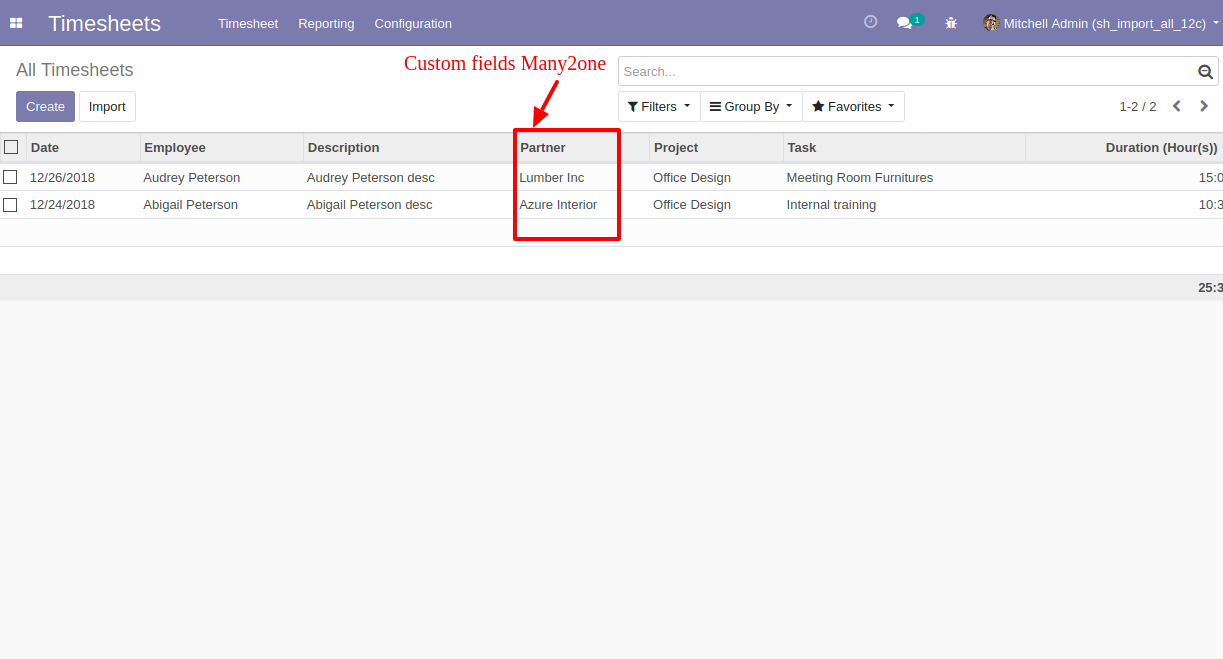 Timesheets Timesheet Reporting Configuration 1 Mitchell Admin (sh_import_all_12c)
All Timesheets Custom fields Many2one Search...
Create Import Filters Group By Favorites 1-2 / 2
Date Employee Description Partner Project Task Duration (Hour(s))
12/26/2018 Audrey Peterson Audrey Peterson desc Lumber Inc Office Design Meeting Room Furnitures 15:0
12/24/2018 Abigail Peterson Abigail Peterson desc Azure Interior Office Design Internal training 10:3
25:3